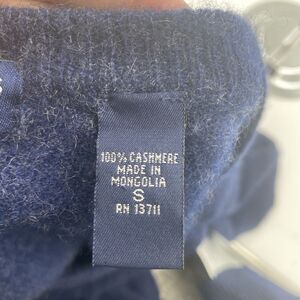 100% CASHMERE
MADE IN
MONGOLIA
S
RN 13711